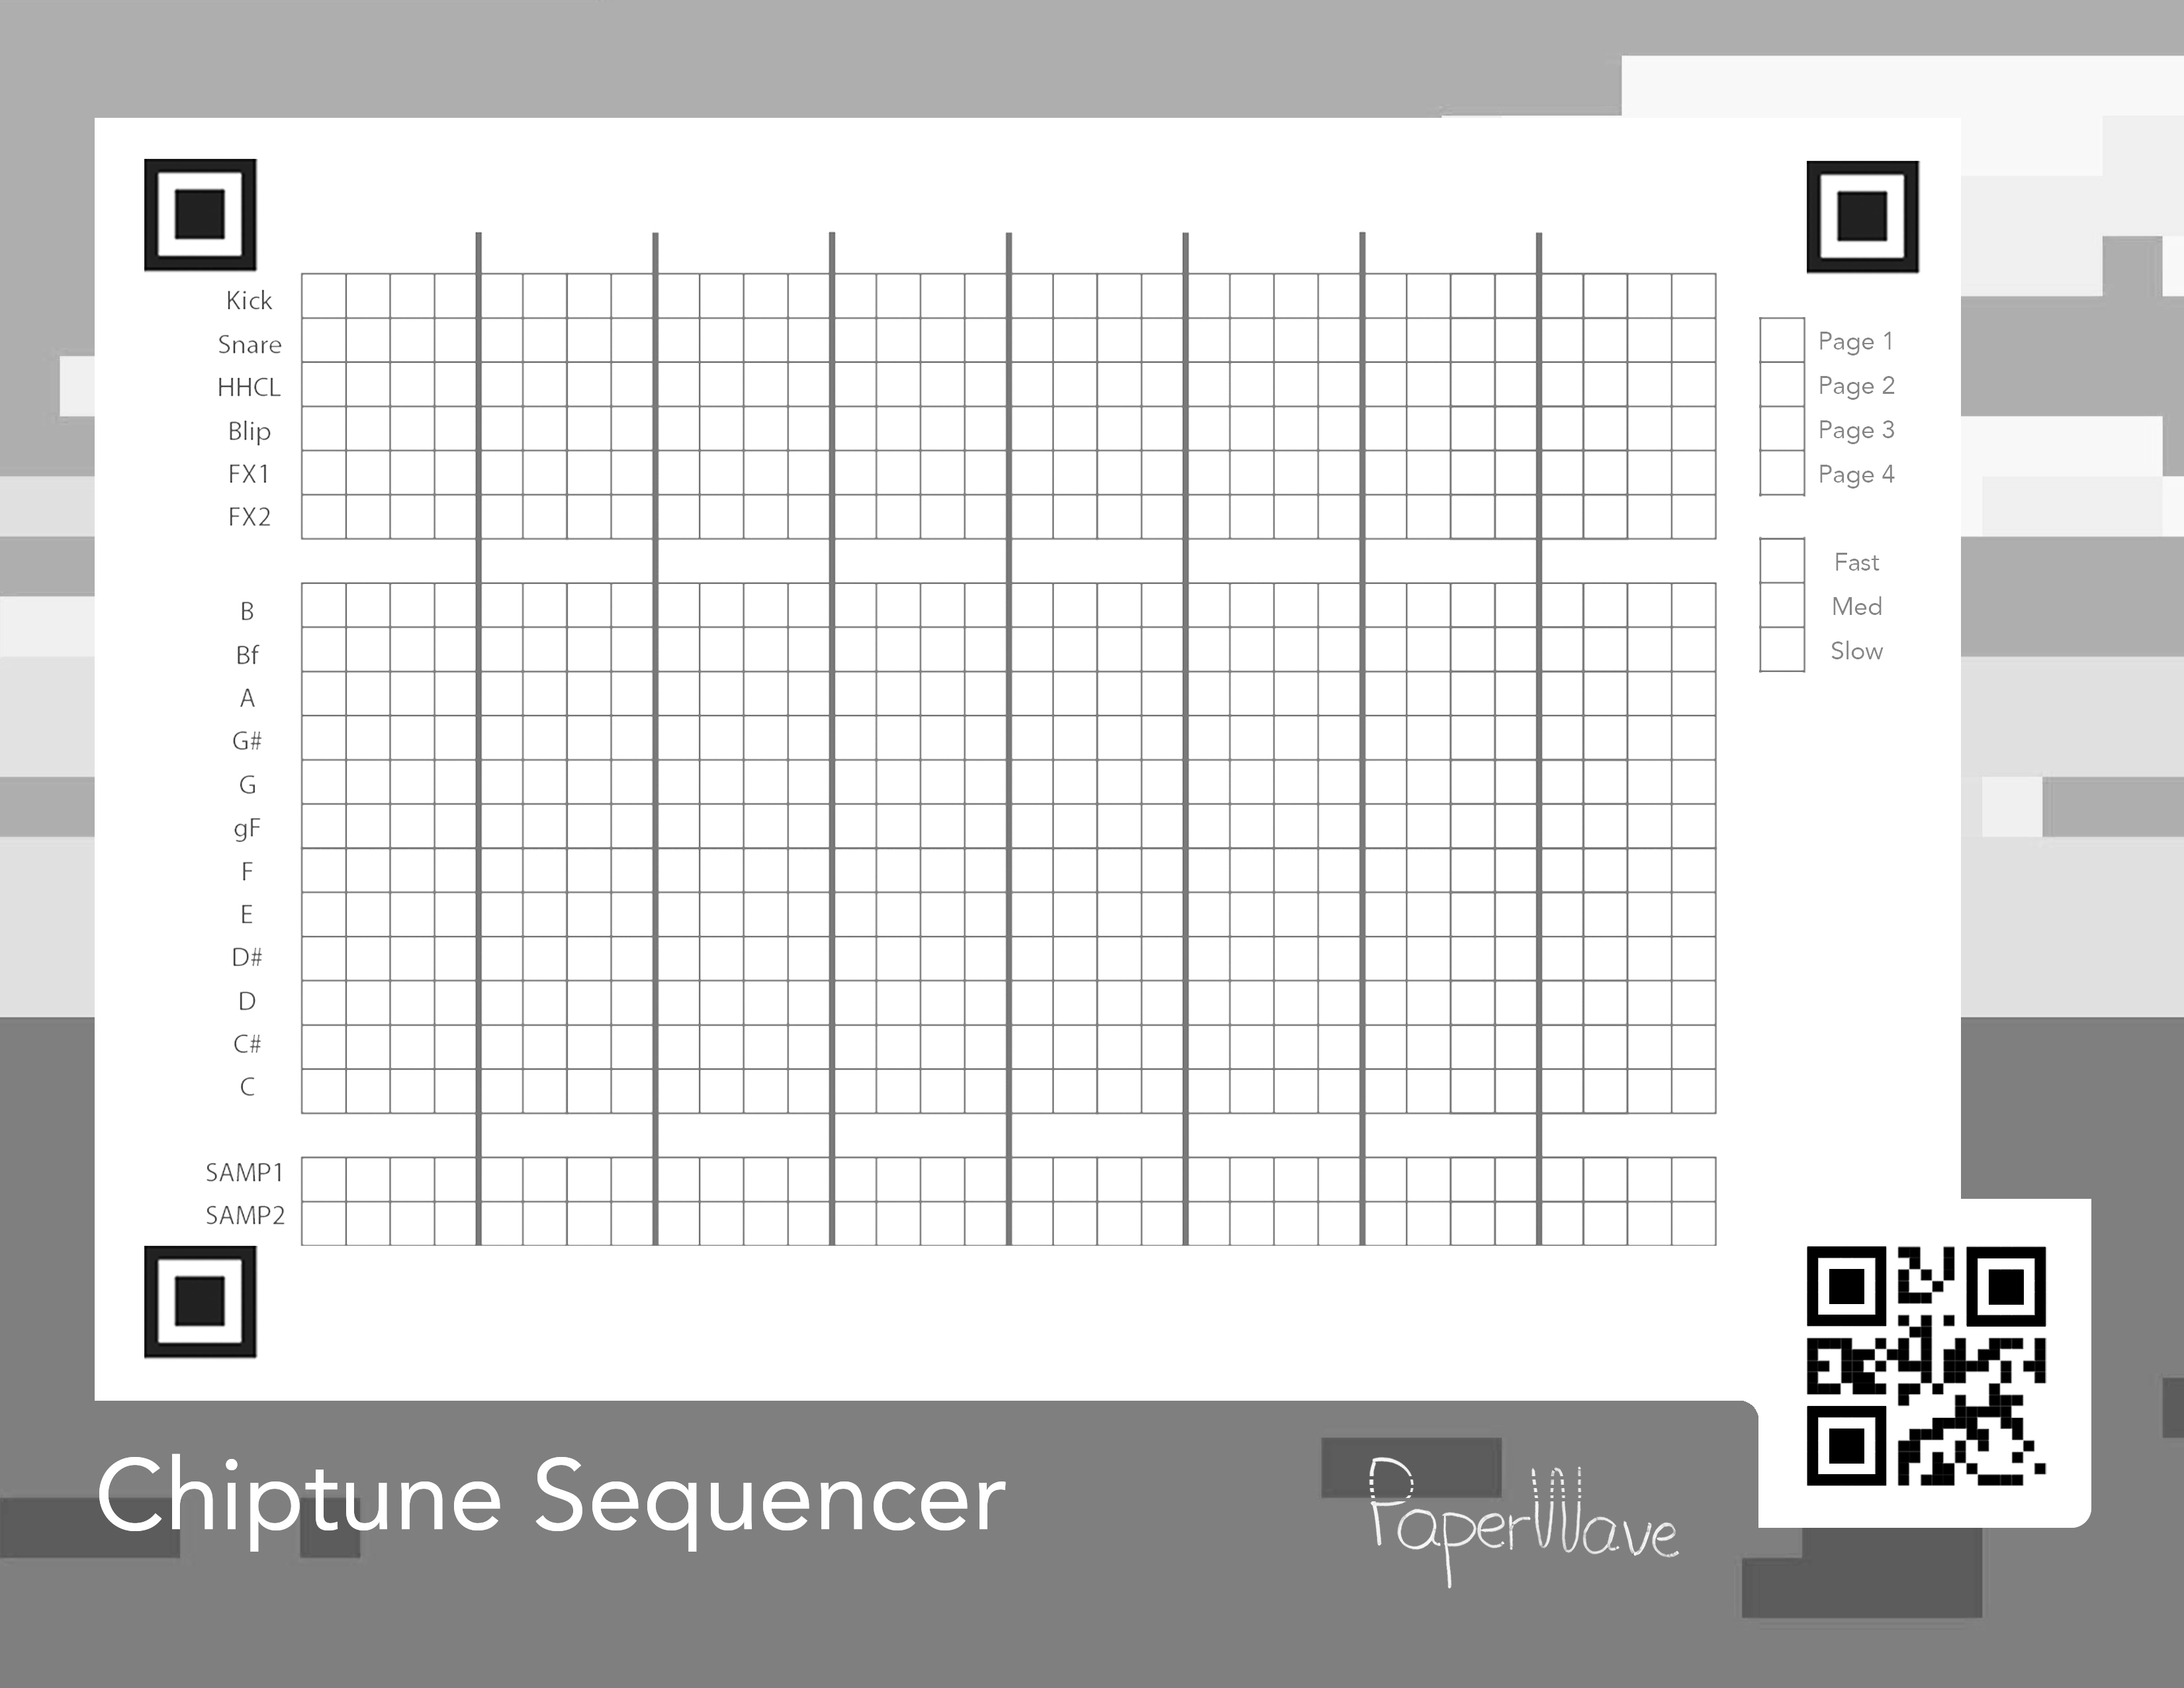 Kick
Snare
HHCL
Blip
FX1
FX2
B
Bf
A
G#
G
gF
F
E
D#
D
C#
C
SAMP1
SAMP2
Page 1
Page 2
Page 3
Page 4
Fast
Med
Slow
Chiptune Sequencer
PaperWave